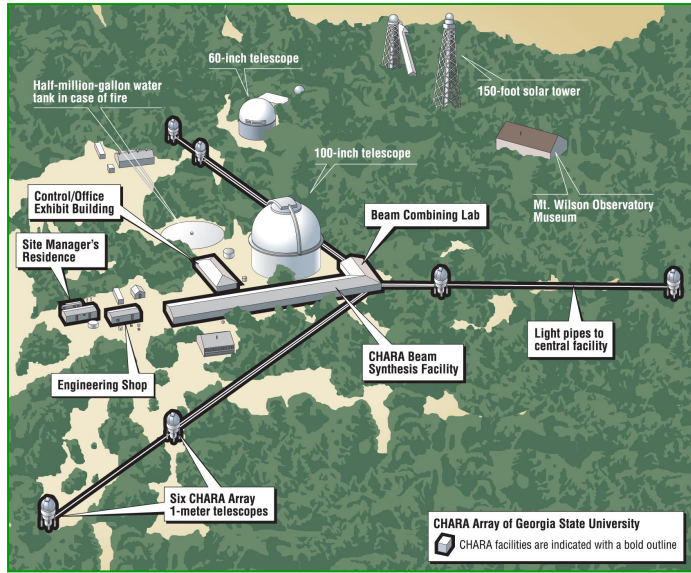 60-inch telescope
Half-million-gallon water
tank in case of fire
150-foot solar tower
100-inch telescope
Mt. Wilson Observatory
Museum
Control/Office
Exhibit Building
Beam Combining Lab
Site Manager's
Residence
Light pipes to
central facility
CHARA Beam
Synthesis Facility
Engineering Shop
Six CHARA Array
1-meter telescopes
CHARA Array of Georgia State University
CHARA facilities are indicated with a bold outline